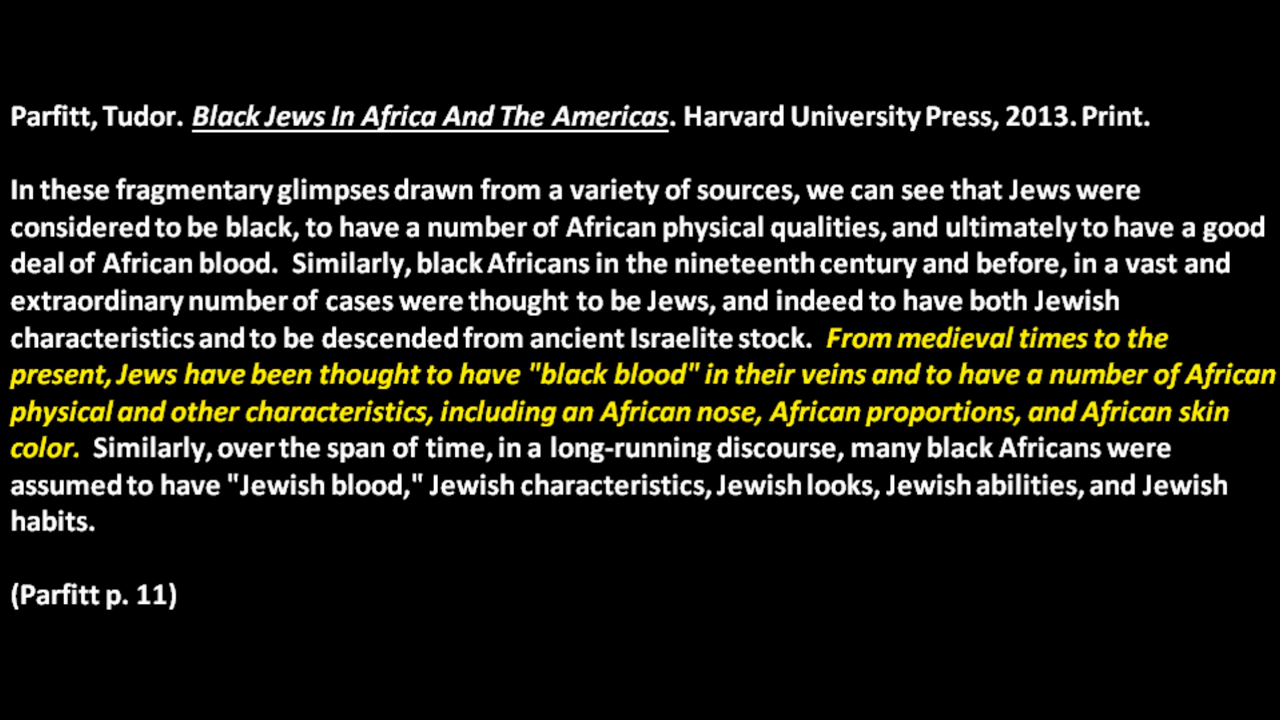 Parfitt, Tudor. Black Jews In Africa And The Americas. Harvard University Press, 2013. Print.
In these fragmentary glimpses drawn from a variety of sources, we can see that Jews were
considered to be black, to have a number of African physical qualities, and ultimately to have a good
deal of African blood. Similarly, black Africans in the nineteenth century and before, in a vast and
extraordinary number of cases were thought to be Jews, and indeed to have both Jewish
characteristics and to be descended from ancient Israelite stock. From medieval times to the
present, Jews have been thought to have "black blood" in their veins and to have a number of African
physical and other characteristics, including an African nose, African proportions, and African skin
color. Similarly, over the span of time, in a long-running discourse, many black Africans were
assumed to have "Jewish blood," Jewish characteristics, Jewish looks, Jewish abilities, and Jewish
habits.
(Parfitt p. 11)